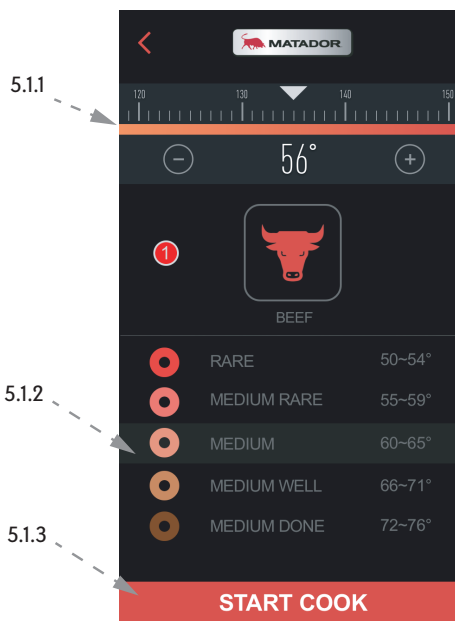 MATADOR
5.1.1
120 130 140 150
56°
1
BEEF
RARE 50~54°
MEDIUM RARE 55~59°
5.1.2
MEDIUM 60~65°
MEDIUM WELL 66~71°
MEDIUM DONE 72~76°
5.1.3
START COOK